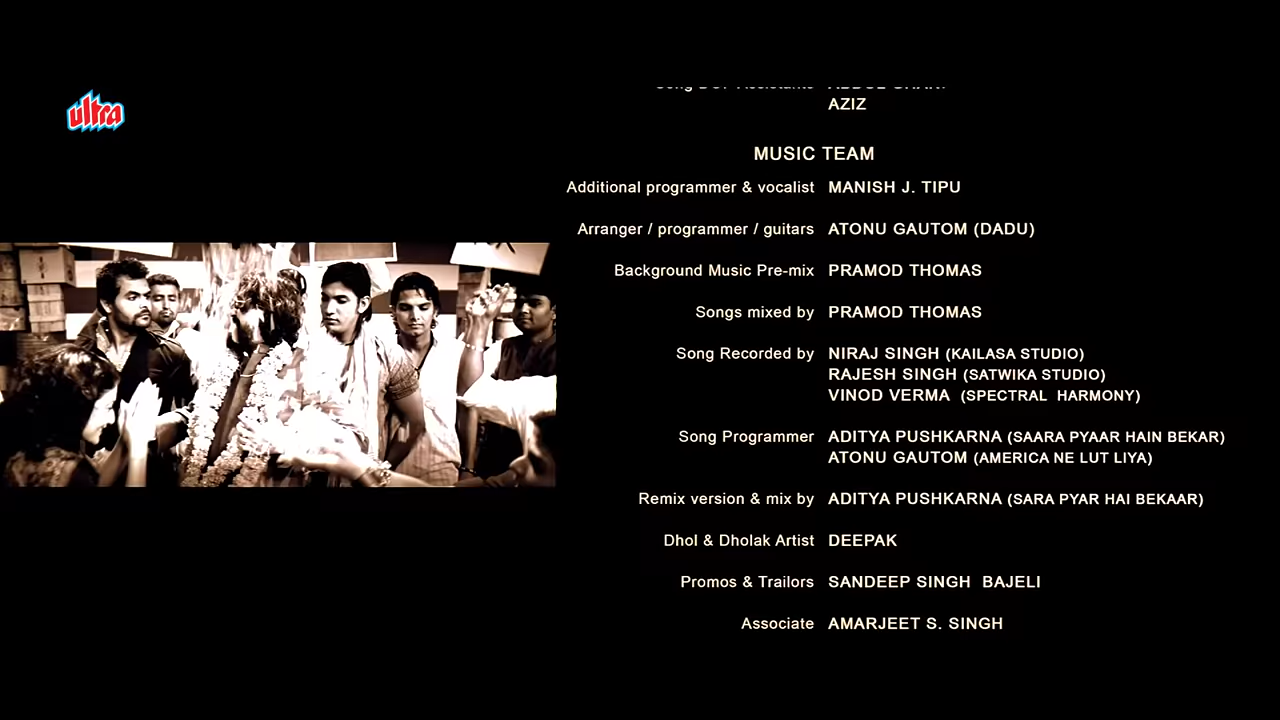 ultra
AZIZ
MUSIC TEAM
Additional programmer & vocalist MANISH J. TIPU
Arranger / programmer / guitars ATONU GAUTOM (DADU)
Background Music Pre-mix PRAMOD THOMAS
Songs mixed by PRAMOD THOMAS
Song Recorded by NIRAJ SINGH (KAILASA STUDIO)
RAJESH SINGH (SATWIKA STUDIO)
VINOD VERMA (SPECTRAL HARMONY)
Song Programmer ADITYA PUSHKARNA (SAARA PYAAR HAIN BEKAR)
ATONU GAUTOM (AMERICA NE LUT LIYA)
Remix version & mix by ADITYA PUSHKARNA (SARA PYAR HAI BEKAAR)
Dhol & Dholak Artist DEEPAK
Promos & Trailors SANDEEP SINGH BAJELI
Associate AMARJEET S. SINGH